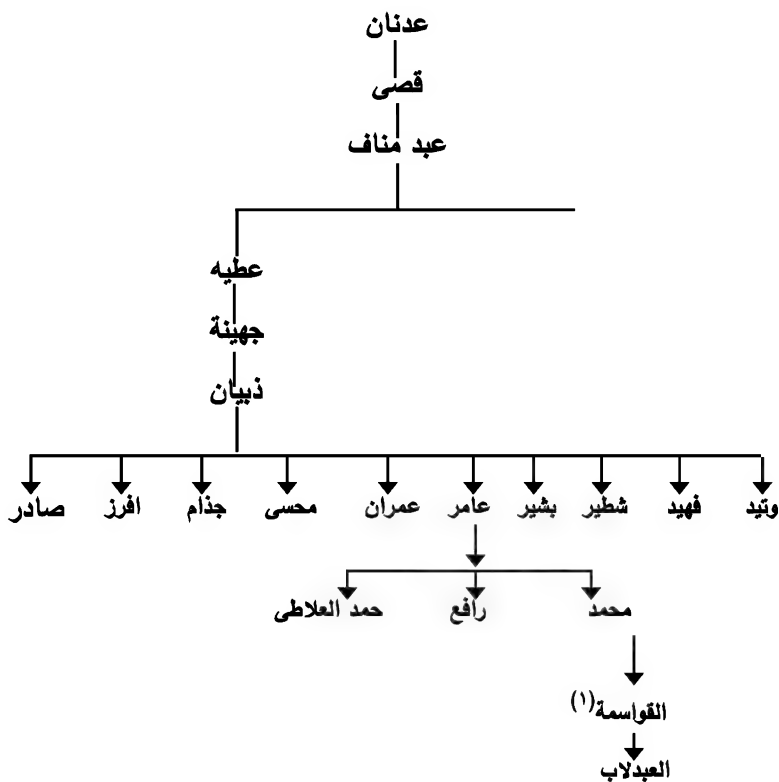 عدنان
قصى
عبد مناف
عطيه
جهينة
ذبيان
وتيد فهيد شطير بشير عامر عمران محسى جذام افرز صادر
محمد رافع حمد العلاطى
القواسمة(١)
العبدلاب